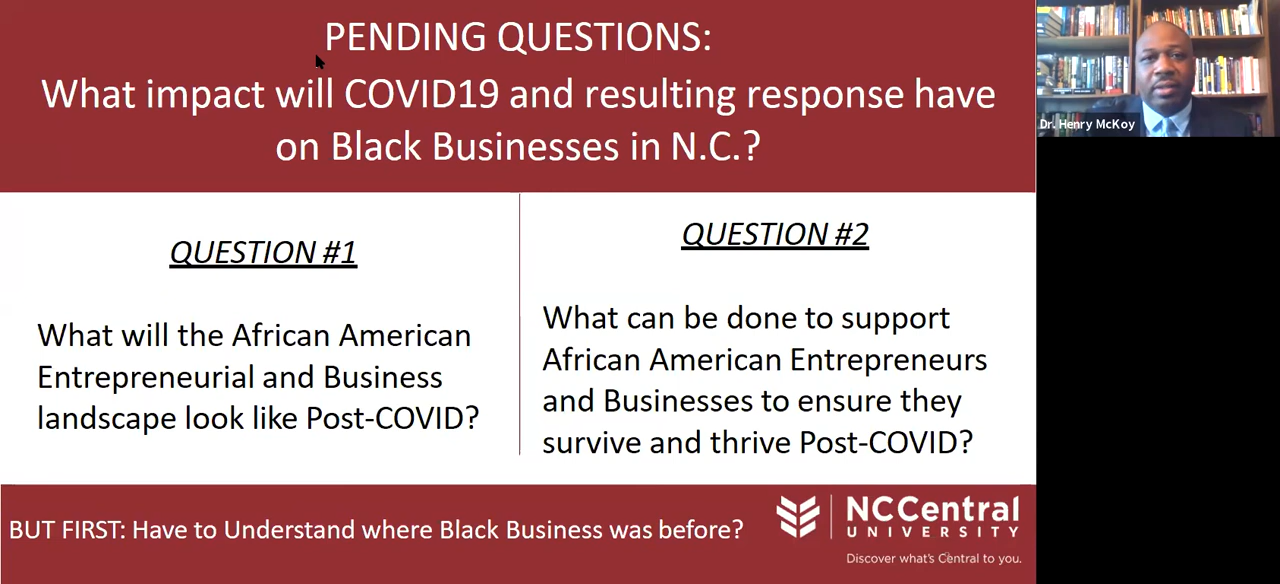 PENDING QUESTIONS:
What impact will COVID19 and resulting response have
on Black Businesses in N.C.?
QUESTION #1
What will the African American
Entrepreneurial and Business
landscape look like Post-COVID?
QUESTION #2
What can be done to support
African American Entrepreneurs
and Businesses to ensure they
survive and thrive Post-COVID?
BUT FIRST: Have to Understand where Black Business was before?
NCCentral
UNIVERSITY
Discover what's Central to you.
Dr. Henry McKoy